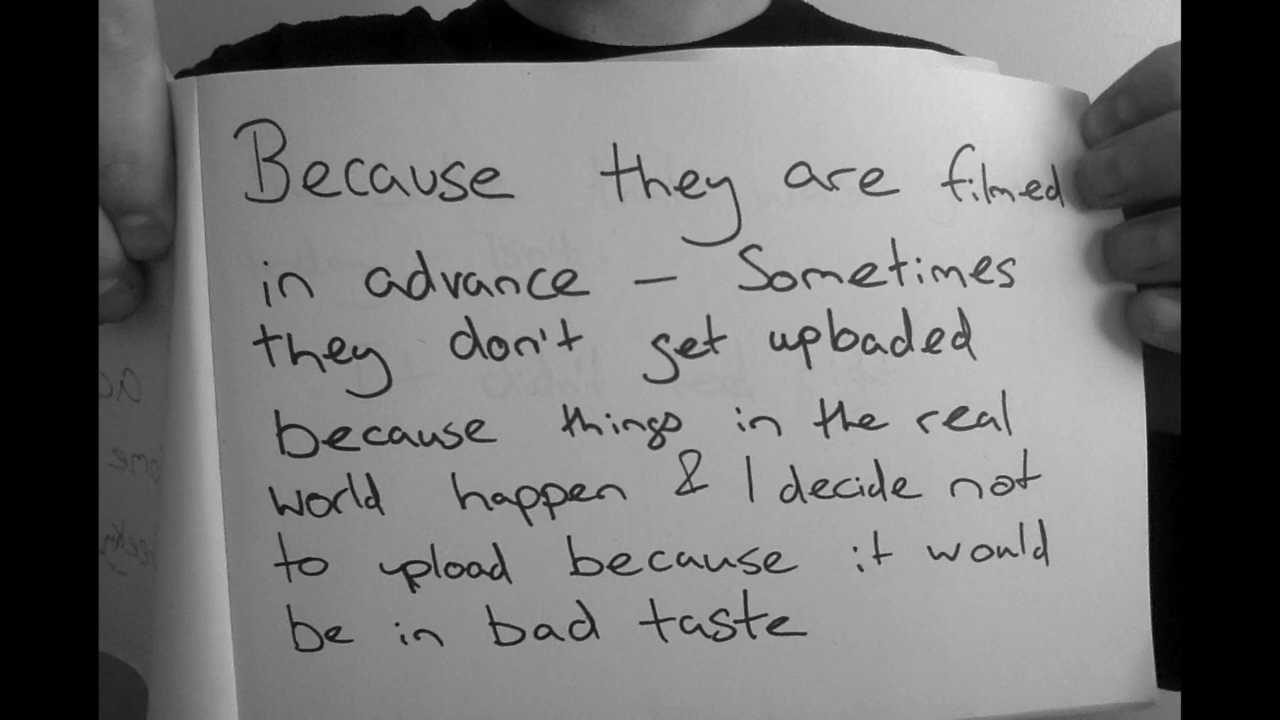 Because they are filmed
in advance - Sometimes
they don't get uploaded
because things in the real
world happen & I decide not
to upload because it would
be in bad taste